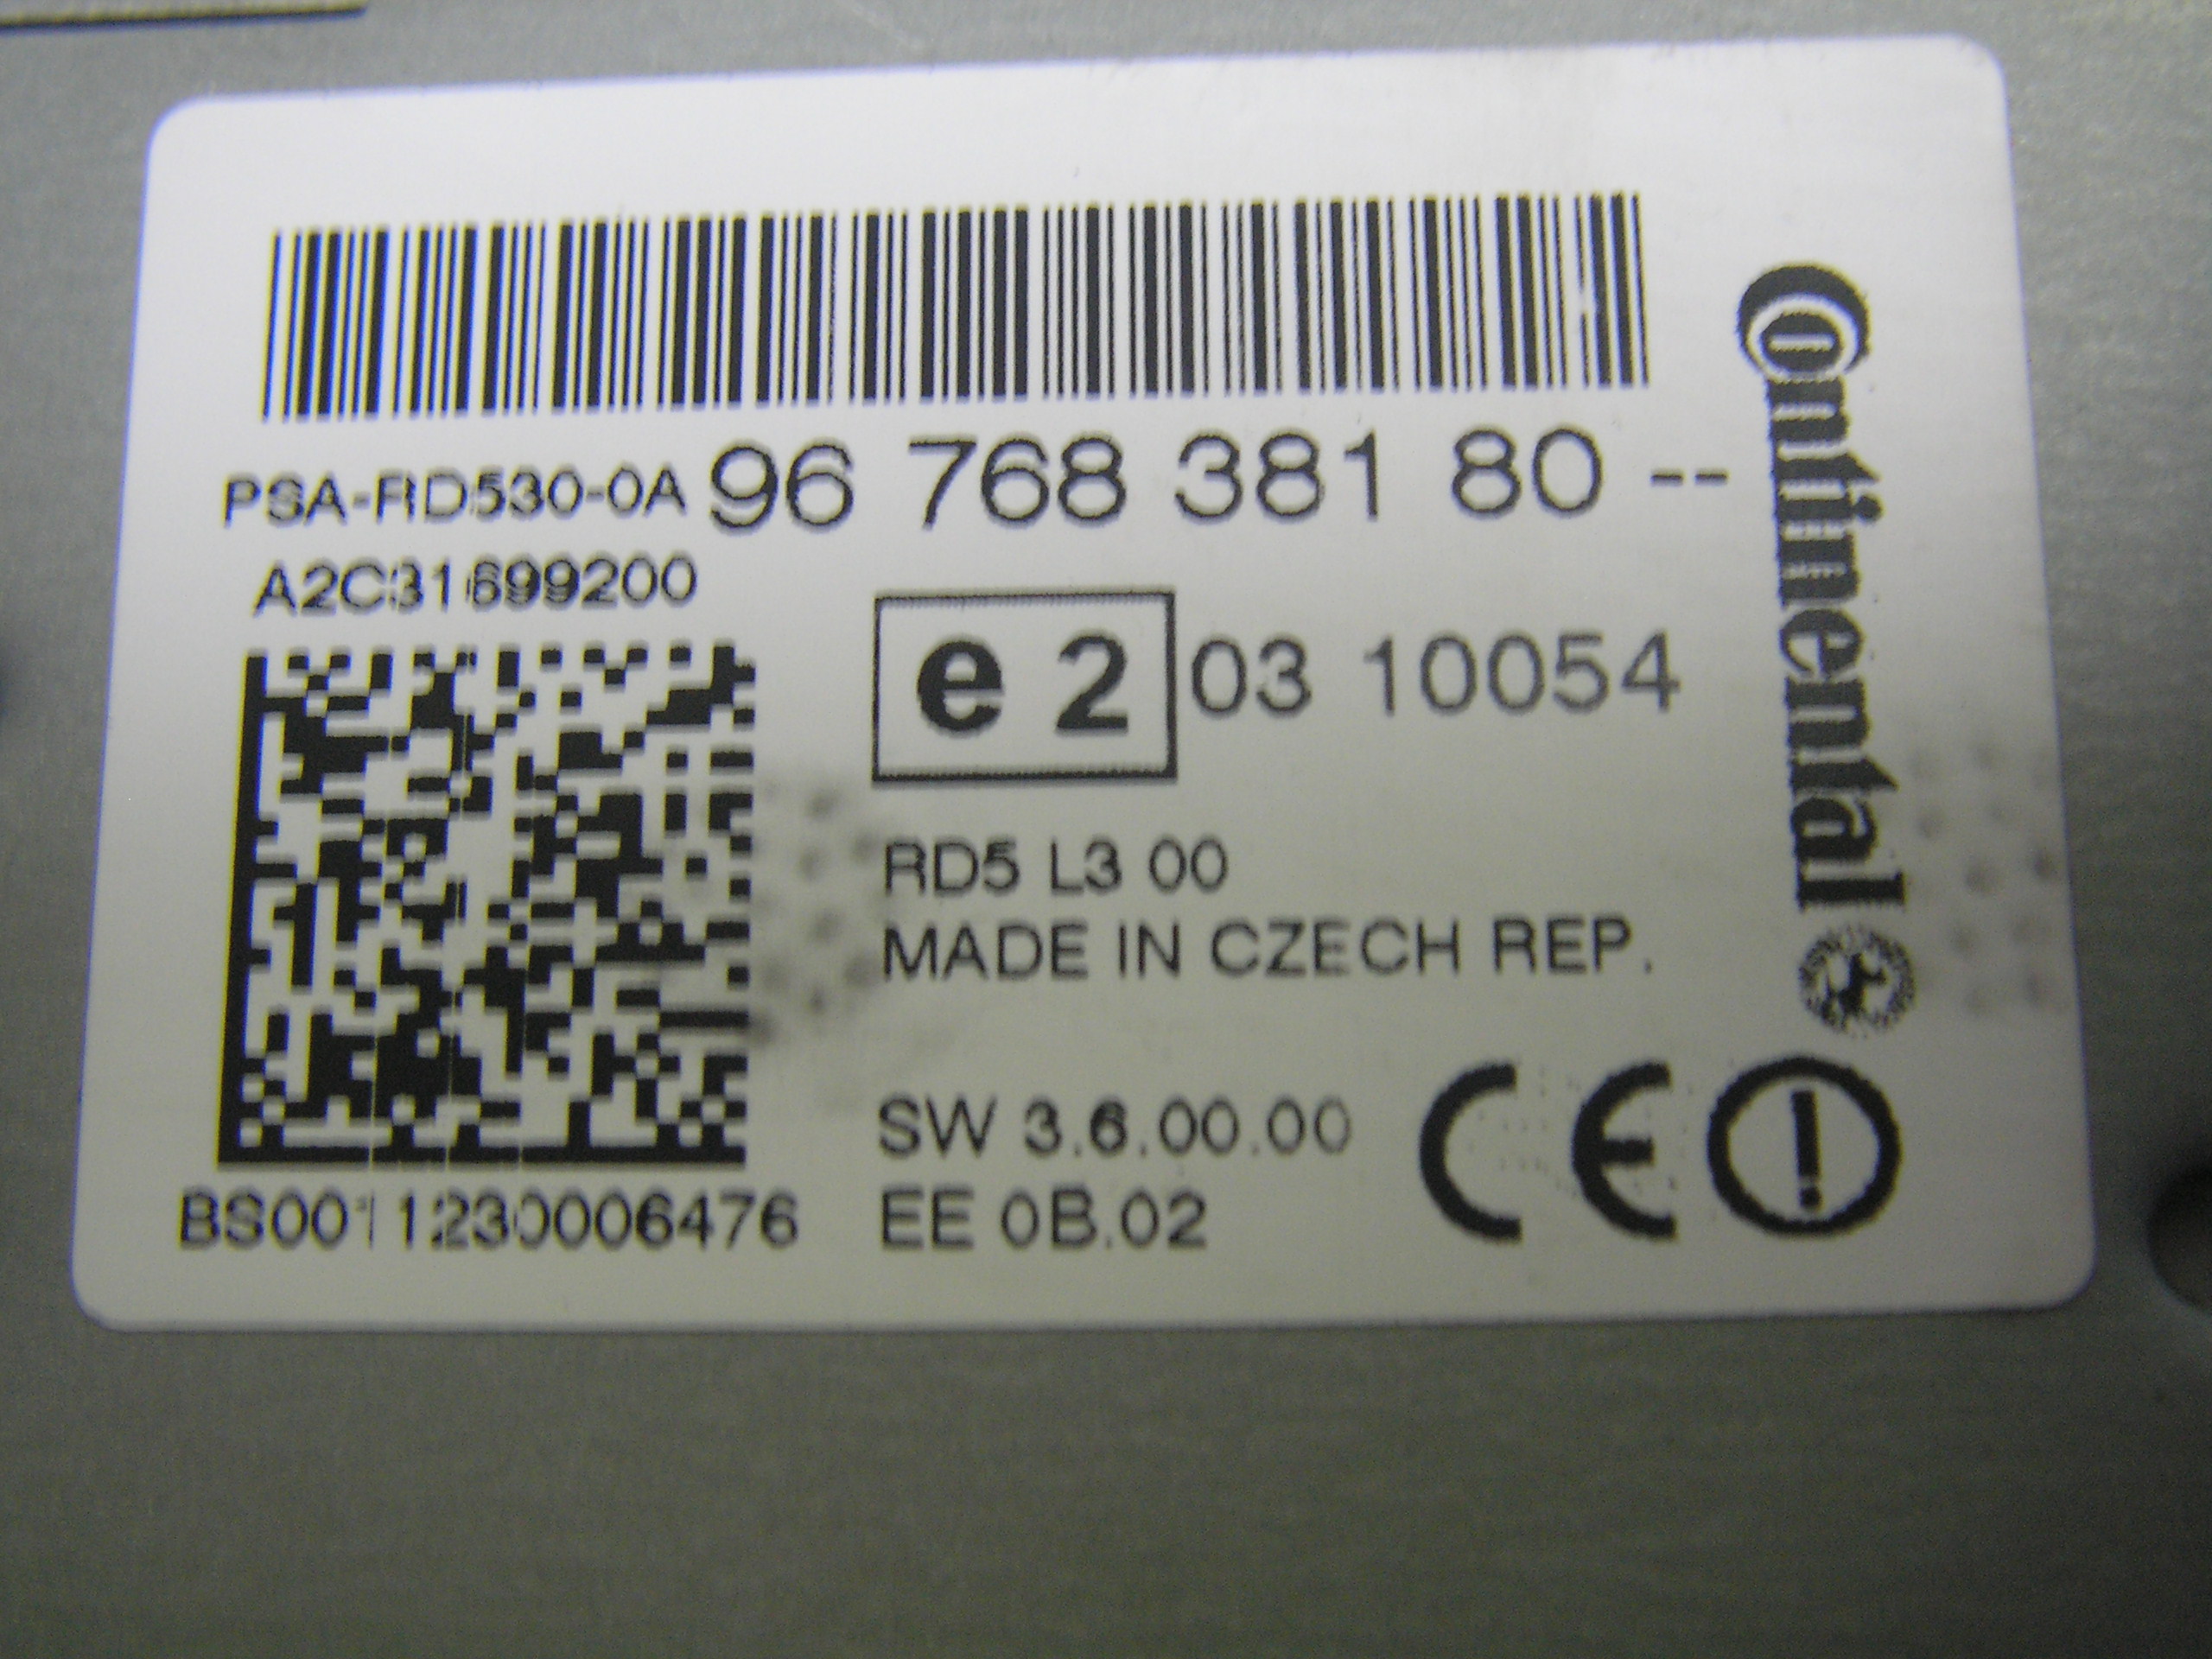 PSA-RD530-0A 96 768 381 80 --
A2C31699200
e 2 03 10054
RD5 L3 00
MADE IN CZECH REP.
SW 3.6.00.00
EE 0B.02
BS0011230006476
Continental
CE